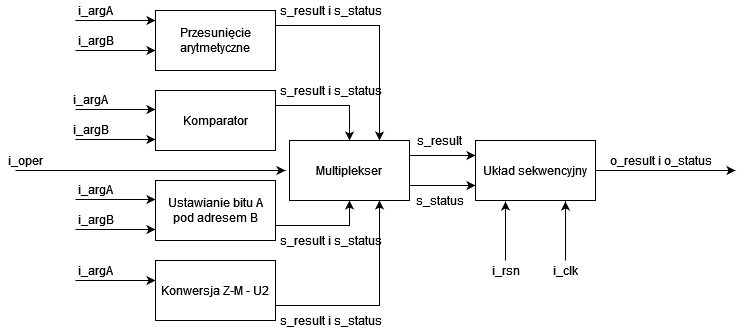 i_argA
s_result i s_status
Przesunięcie
arytmetyczne
i_argB
i_argA
s_result i s_status
Komparator
i_argB
i_oper
Multiplekser
s_result
s_status
Układ sekwencyjny
o_result i o_status
i_argA
Ustawianie bitu A
pod adresem B
i_argB
s_result i s_status
i_rsn
i_clk
i_argA
Konwersja Z-M - U2
s_result i s_status